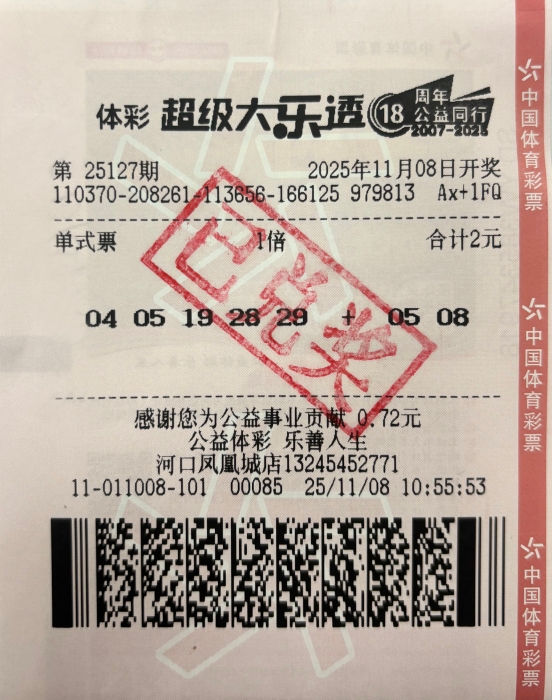 体彩 超级大乐透 18 周年 公益同行 2007-2025
第 25127期 2025年11月08日开奖
110370-208261-113656-166125 979813 Ax+1FQ
单式票 1倍 合计2元
已兑奖
04 05 19 28 29 + 05 08
感谢您为公益事业贡献 0.72元
公益体彩 乐善人生
河口凤凰城店13245452771
11-011008-101 00085 25/11/08 10:55:53
中国体育彩票
中国体育彩票
中国体育彩票